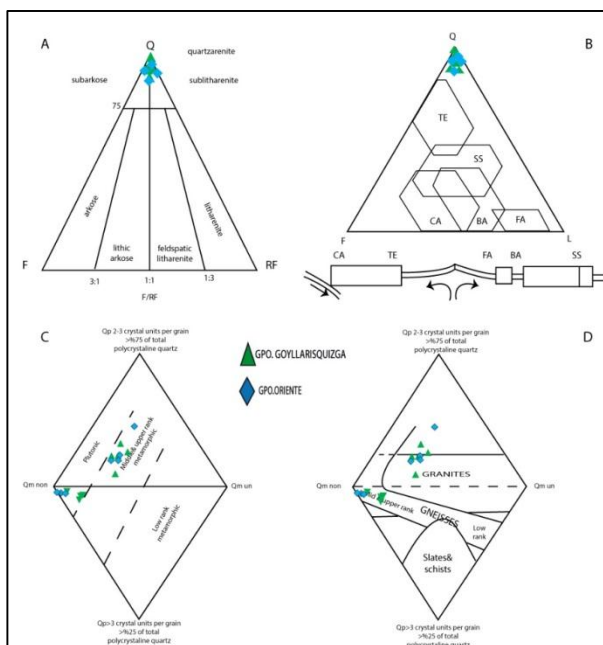 A
Q
quartzarenite
subarkose
sublitharenite
75
arkose
litharenite
lithic
arkose
feldspatic
litharenite
F
RF
3:1
1:1
1:3
F/RF
B
Q
TE
SS
CA
BA
FA
F
L
CA
TE
FA
BA
SS
C
Qp 2-3 crystal units per grain
>%75 of total
polycrystaline quartz
Plutonic
Middle & upper rank
metamorphic
Qm non
Qm un
Low rank
metamorphic
Qp>3 crystal units per grain
>%25 of total
polycrystaline quartz
GPO. GOYLLARISQUIZGA
GPO.ORIENTE
D
Qp 2-3 crystal units per grain
>%75 of total
polycrystaline quartz
GRANITES
Qm non
Qm un
upper rank
GNEISSES
Low
rank
Slates&
schists
Qp>3 crystal units per grain
>%25 of total
polycrystaline quartz